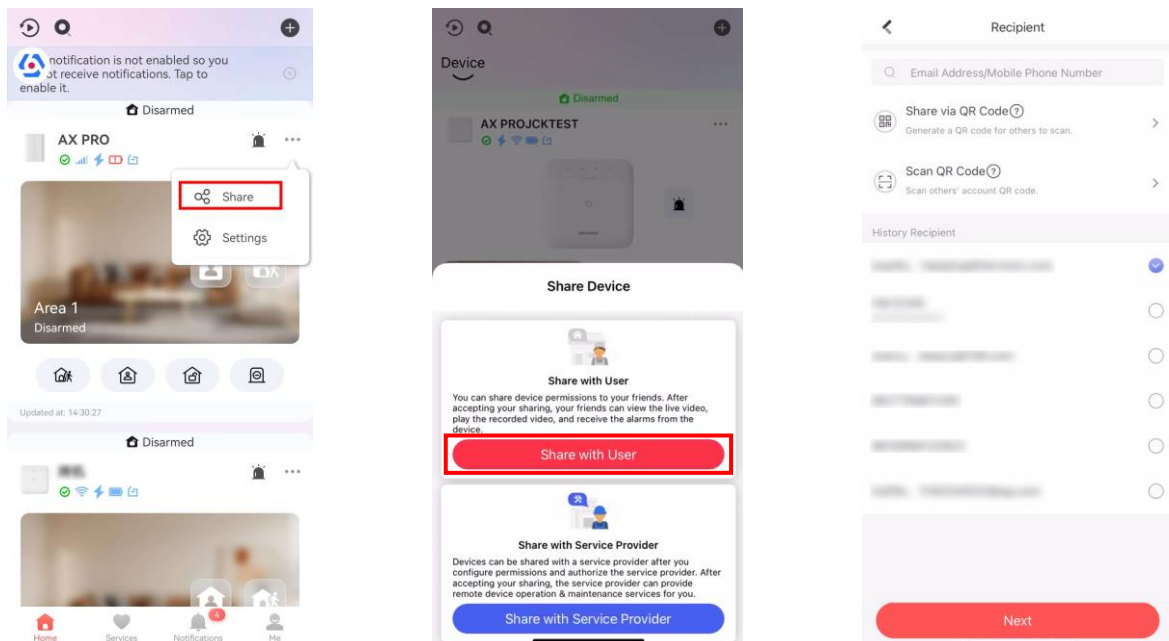 notification is not enabled so you
t receive notifications. Tap to
enable it.
Disarmed
AX PRO
Share
Settings
Area 1
Disarmed
Updated at: 14:30:27
Disarmed
Home
Services
4
Notifications
Me
Device
Disarmed
AX PROJCKTEST
Share Device
Share with User
You can share device permissions to your friends. After
accepting your sharing, your friends can view the live video,
play the recorded video, and receive the alarms from the
device.
Share with User
Share with Service Provider
Devices can be shared with a service provider after you
configure permissions and authorize the service provider. After
accepting your sharing, the service provider can provide
remote device operation & maintenance services for you.
Share with Service Provider
Recipient
Email Address/Mobile Phone Number
Share via QR Code
Generate a QR code for others to scan.
Scan QR Code
Scan others' account QR code.
History Recipient
Next